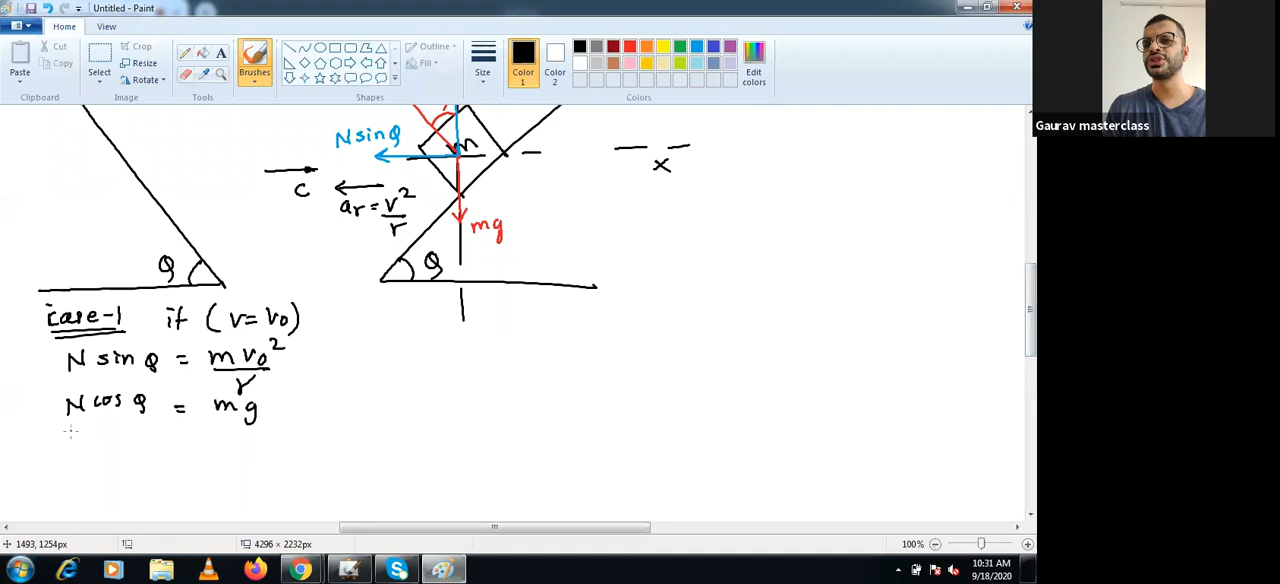 Untitled - Paint
Home View
Paste
Cut
Copy
Clipboard
Select
Crop
Resize
Rotate
Image
A
Tools
Brushes
Shapes
Outline
Fill
Size
Color 1
Color 2
Edit colors
Colors
Gaurav masterclass
N sin θ
m
x
c
ar = v²/r
mg
θ
θ
Case-1 if (v = v₀)
N sin θ = m v₀²/r
N cos θ = mg
1493, 1254px
4296 × 2232px
100%
10:31 AM
9/18/2020